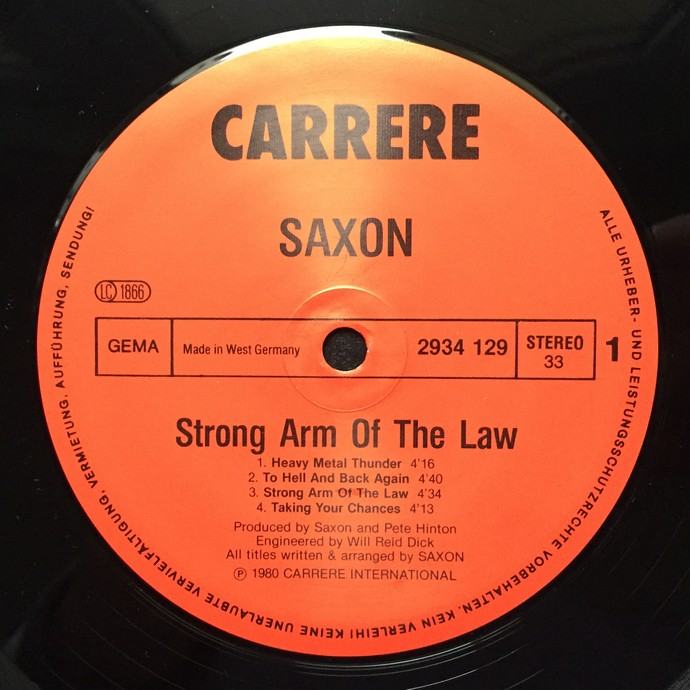 CARRERE
SAXON
LC 1866
GEMA
Made in West Germany
2934 129
STEREO
33
1
Strong Arm Of The Law
1. Heavy Metal Thunder 4'16
2. To Hell And Back Again 4'40
3. Strong Arm Of The Law 4'34
4. Taking Your Chances 4'13
Produced by Saxon and Pete Hinton
Engineered by Will Reid Dick
All titles written & arranged by SAXON
Ⓟ 1980 CARRERE INTERNATIONAL
ALLE URHEBER- UND LEISTUNGSSCHUTZRECHTE VORBEHALTEN. KEIN VERLEIH! KEINE UNERLAUBTE VERVIELFÄLTIGUNG, VERMIETUNG, AUFFÜHRUNG, SENDUNG!